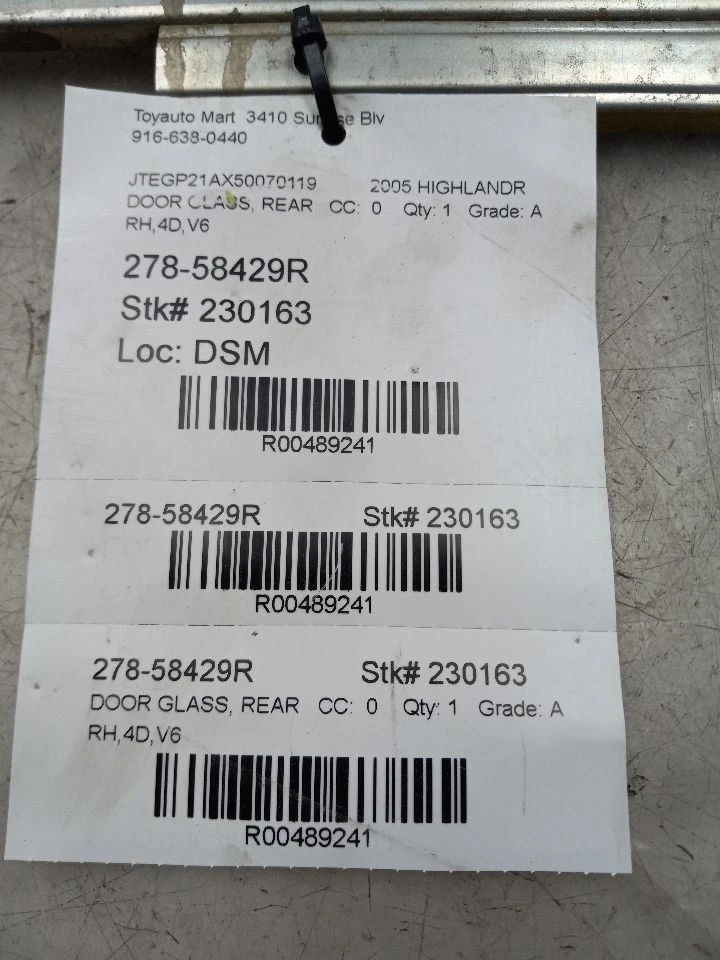 Toyauto Mart 3410 Blv
916-638-0440
JTEGP21AX50070119 2005 HIGHLANDR
DOOR GLASS, REAR CC: 0 Qty: 1 Grade: A
RH,4D,V6
278-58429R
Stk# 230163
Loc: DSM
R00489241
278-58429R Stk# 230163
R00489241
278-58429R Stk# 230163
DOOR GLASS, REAR CC: 0 Qty: 1 Grade: A
RH,4D,V6
R00489241